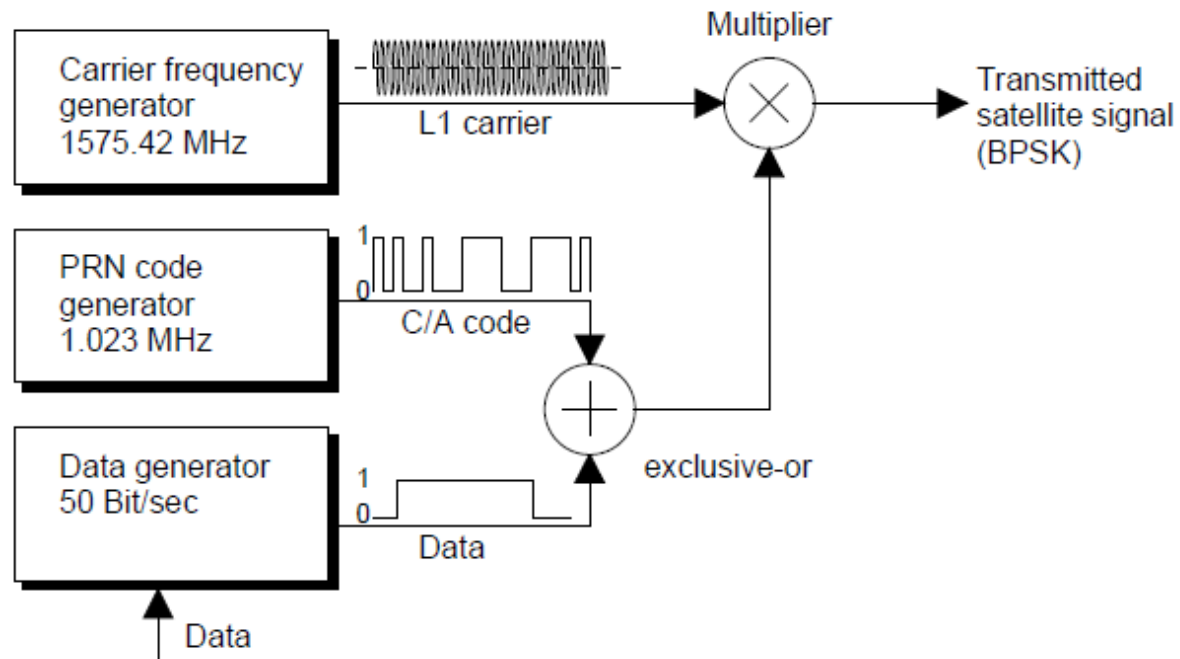 Multiplier
Carrier frequency
generator
1575.42 MHz
L1 carrier
Transmitted
satellite signal
(BPSK)
PRN code
generator
1.023 MHz
1
0
C/A code
exclusive-or
Data generator
50 Bit/sec
1
0
Data
Data